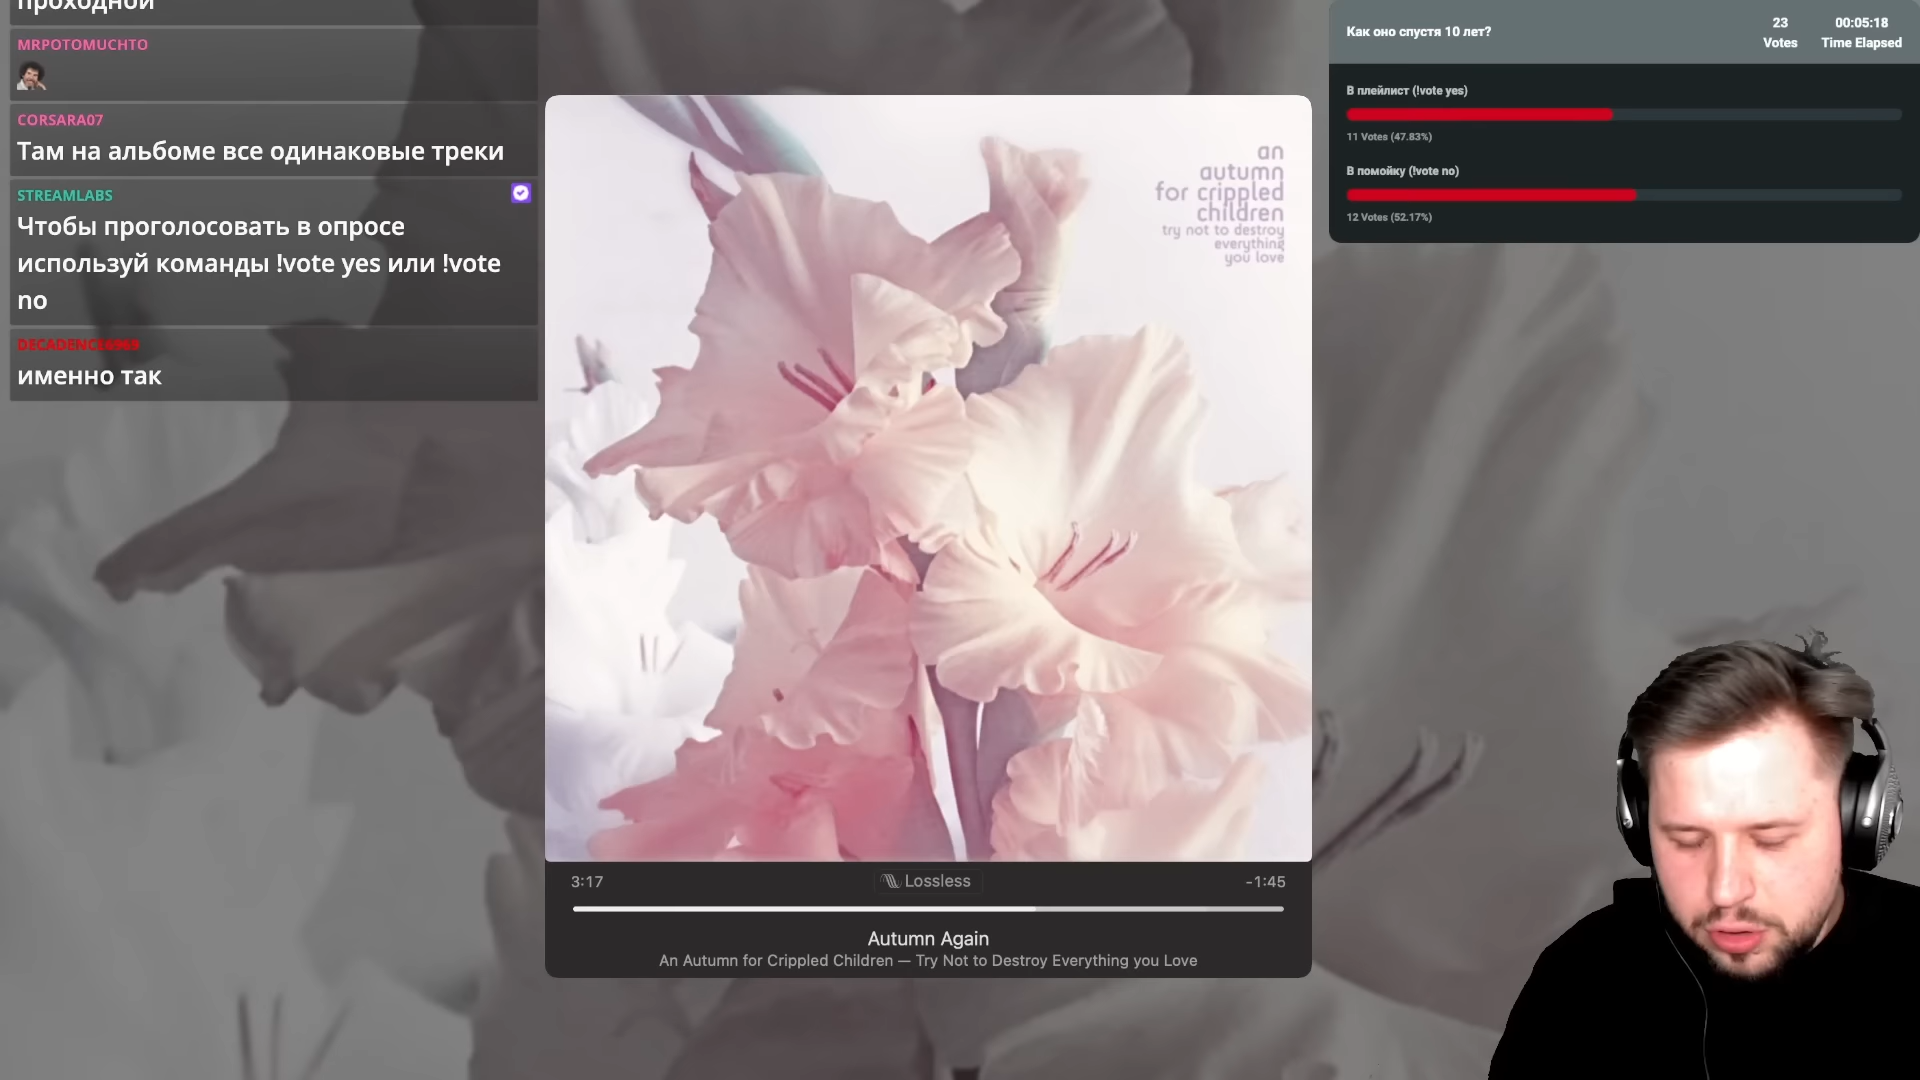 проходной
MRPOTOMUCHTO
CORSARA07
Там на альбоме все одинаковые треки
STREAMLABS
Чтобы проголосовать в опросе
используй команды !vote yes или !vote
no
DECADENCE6969
именно так
an
autumn
for crippled
children
try not to destroy
everything
you love
3:17
Lossless
-1:45
Autumn Again
An Autumn for Crippled Children — Try Not to Destroy Everything you Love
Как оно спустя 10 лет?
23
Votes
00:05:18
Time Elapsed
В плейлист (!vote yes)
11 Votes (47.83%)
В помойку (!vote no)
12 Votes (52.17%)